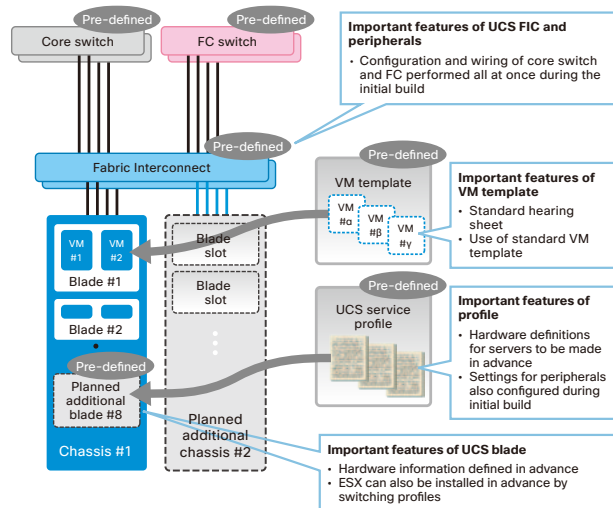 Pre-defined
Core switch
Pre-defined
FC switch
Important features of UCS FIC and
peripherals
• Configuration and wiring of core switch
and FC performed all at once during the
initial build
Pre-defined
Fabric Interconnect
Pre-defined
VM template
VM
#α
VM
#β
VM
#γ
Important features of
VM template
• Standard hearing
sheet
• Use of standard VM
template
VM
#1
VM
#2
Blade #1
Blade #2
Blade
slot
Blade
slot
Pre-defined
UCS service
profile
Important features of
profile
• Hardware definitions
for servers to be made
in advance
• Settings for peripherals
also configured during
initial build
Pre-defined
Planned
additional
blade #8
Chassis #1
Planned
additional
chassis #2
Important features of UCS blade
• Hardware information defined in advance
• ESX can also be installed in advance by
switching profiles